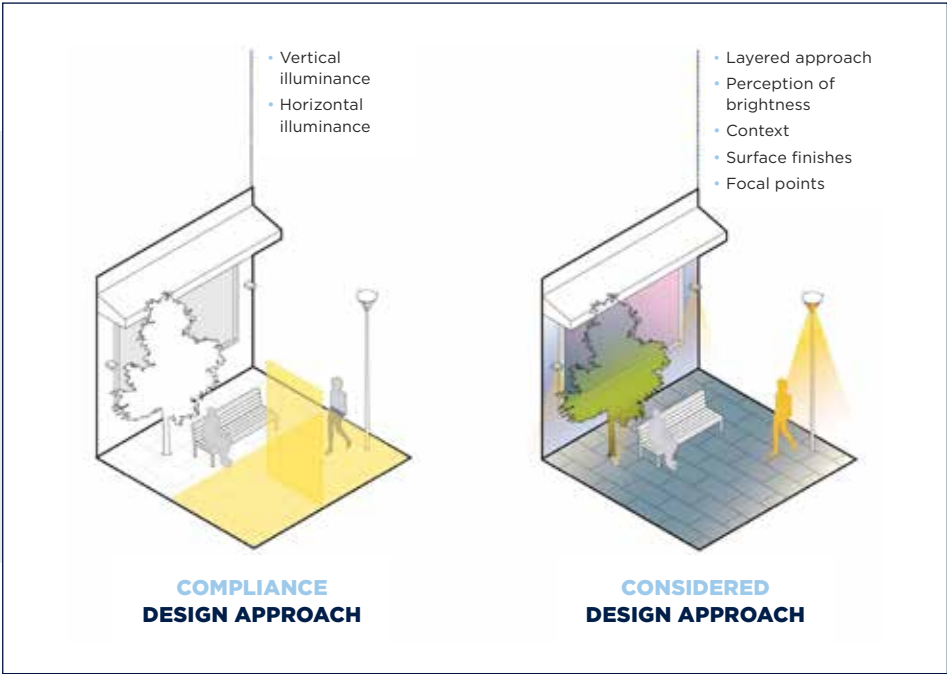 • Vertical
illuminance
• Horizontal
illuminance
COMPLIANCE
DESIGN APPROACH
• Layered approach
• Perception of
brightness
• Context
• Surface finishes
• Focal points
CONSIDERED
DESIGN APPROACH